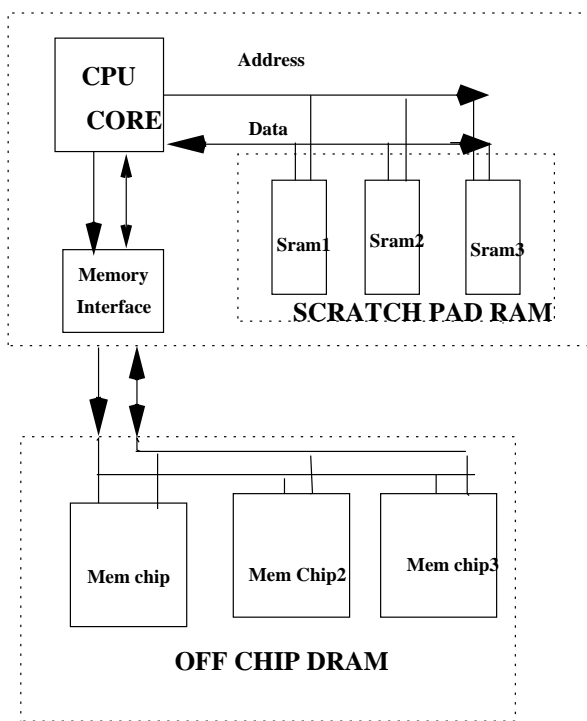 CPU
CORE
Address
Data
Sram1
Sram2
Sram3
SCRATCH PAD RAM
Memory
Interface
Mem chip
Mem Chip2
Mem chip3
OFF CHIP DRAM